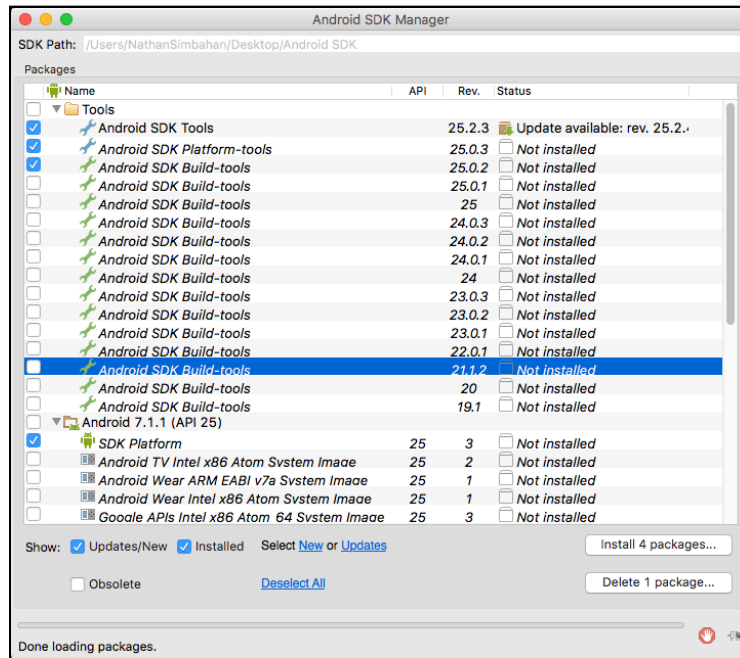 Android SDK Manager
SDK Path: /Users/NathanSimbahan/Desktop/Android SDK
Packages
Name API Rev. Status
Tools
Android SDK Tools 25.2.3 Update available: rev. 25.2.4
Android SDK Platform-tools 25.0.3 Not installed
Android SDK Build-tools 25.0.2 Not installed
Android SDK Build-tools 25.0.1 Not installed
Android SDK Build-tools 25 Not installed
Android SDK Build-tools 24.0.3 Not installed
Android SDK Build-tools 24.0.2 Not installed
Android SDK Build-tools 24.0.1 Not installed
Android SDK Build-tools 24 Not installed
Android SDK Build-tools 23.0.3 Not installed
Android SDK Build-tools 23.0.2 Not installed
Android SDK Build-tools 23.0.1 Not installed
Android SDK Build-tools 22.0.1 Not installed
Android SDK Build-tools 21.1.2 Not installed
Android SDK Build-tools 20 Not installed
Android SDK Build-tools 19.1 Not installed
Android 7.1.1 (API 25)
SDK Platform 25 3 Not installed
Android TV Intel x86 Atom System Image 25 2 Not installed
Android Wear ARM EABI v7a System Image 25 1 Not installed
Android Wear Intel x86 Atom System Image 25 1 Not installed
Google APIs Intel x86 Atom 64 System Image 25 3 Not installed
Show: Updates/New Installed Select New or Updates Install 4 packages...
Obsolete Deselect All Delete 1 package...
Done loading packages.